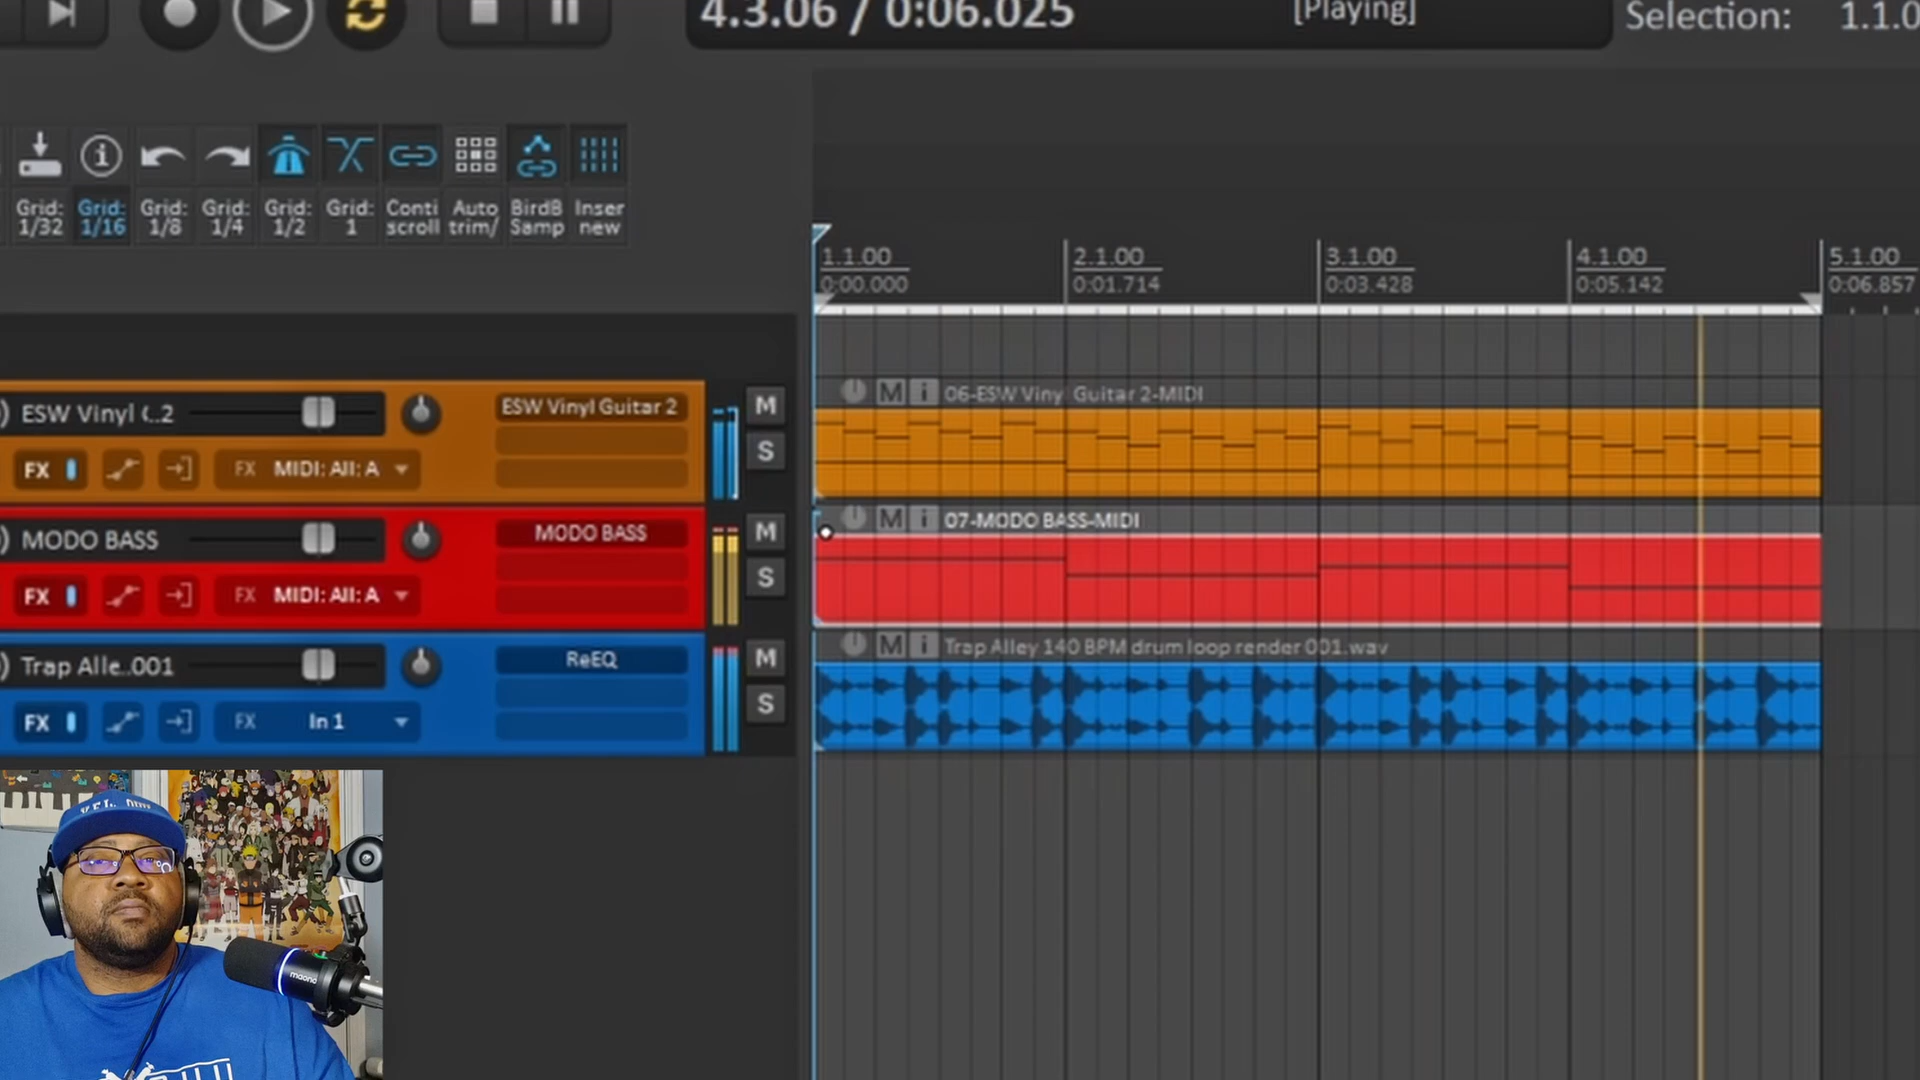 4.3.06 / 0:06.025
[Playing]
Selection:
Grid: 1/32
Grid: 1/16
Grid: 1/8
Grid: 1/4
Grid: 1/2
Grid: 1
Conti scroll
Auto trim/
BirdB Samp
Inser new
1.1.00
0:00.000
2.1.00
0:01.714
3.1.00
0:03.428
4.1.00
0:05.142
5.1.00
0:06.857
ESW Vinyl (..2
ESW Vinyl Guitar 2
M
S
FX
FX MIDI: All: A
M i 06-ESW Vinyl Guitar 2-MIDI
MODO BASS
MODO BASS
M
S
FX
FX MIDI: All: A
M i 07-MODO BASS-MIDI
Trap Alle..001
ReEQ
M
S
FX
FX In 1
M i Trap Alley 140 BPM drum loop render 001.wav
maono